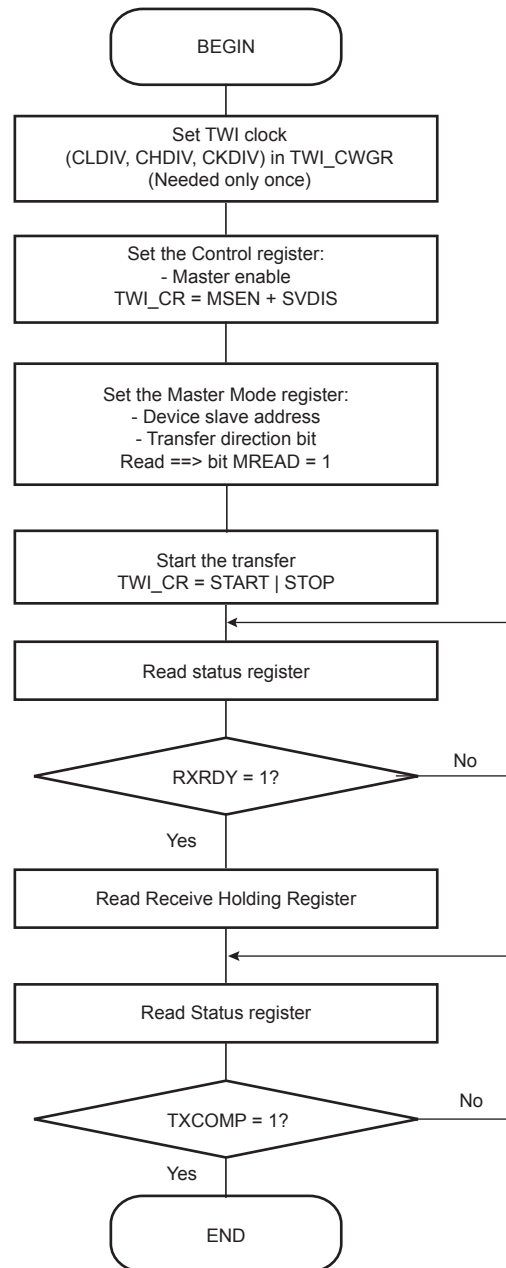 BEGIN
Set TWI clock
(CLDIV, CHDIV, CKDIV) in TWI_CWGR
(Needed only once)
Set the Control register:
- Master enable
TWI_CR = MSEN + SVDIS
Set the Master Mode register:
- Device slave address
- Transfer direction bit
Read ==> bit MREAD = 1
Start the transfer
TWI_CR = START | STOP
Read status register
RXRDY = 1?
No
Yes
Read Receive Holding Register
Read Status register
TXCOMP = 1?
No
Yes
END